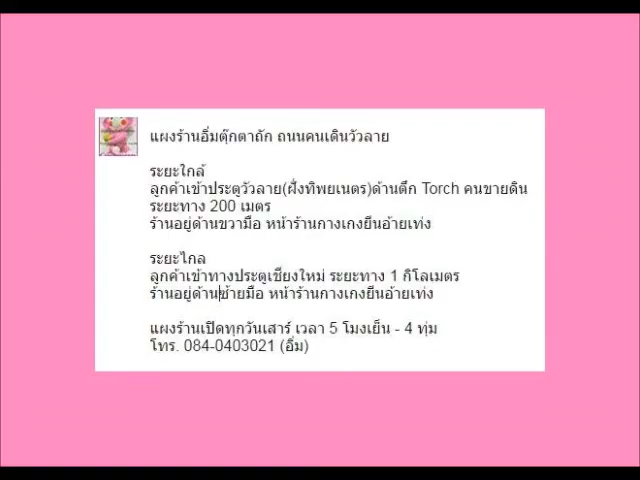 แผงร้านอิ่มตุ๊กตาถัก ถนนคนเดินวัวลาย
ระยะใกล้
ลูกค้าเข้าประตูวัวลาย(ฝั่งทิพยเนตร)ด้านตึก Torch คนขายดิน
ระยะทาง 200 เมตร
ร้านอยู่ด้านขวามือ หน้าร้านกางเกงยีนอ้ายเท่ง
ระยะไกล
ลูกค้าเข้าทางประตูเชียงใหม่ ระยะทาง 1 กิโลเมตร
ร้านอยู่ด้านซ้ายมือ หน้าร้านกางเกงยีนอ้ายเท่ง
แผงร้านเปิดทุกวันเสาร์ เวลา 5 โมงเย็น - 4 ทุ่ม
โทร. 084-0403021 (อิ่ม)